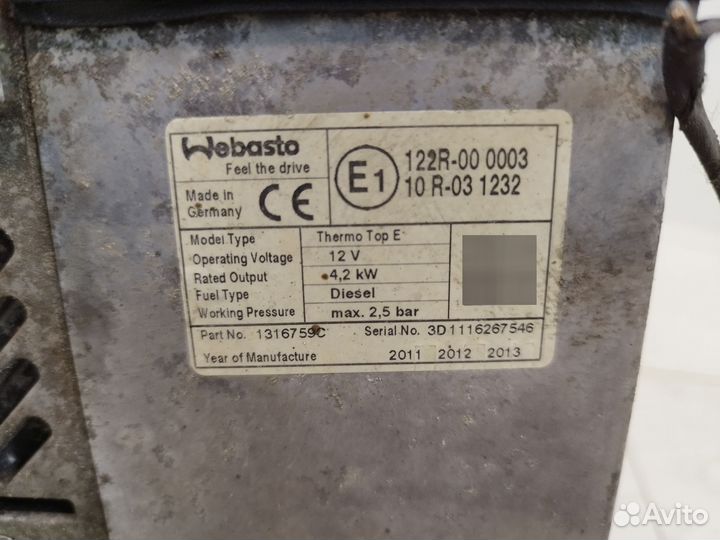 Webasto
Feel the drive
Made in
Germany
CE
E1
122R-00 0003
10 R-03 1232
Model Type Thermo Top E
Operating Voltage 12 V
Rated Output 4,2 kW
Fuel Type Diesel
Working Pressure max. 2,5 bar
Part No. 1316759C Serial No. 3D1116267546
Year of Manufacture 2011 2012 2013
Avito